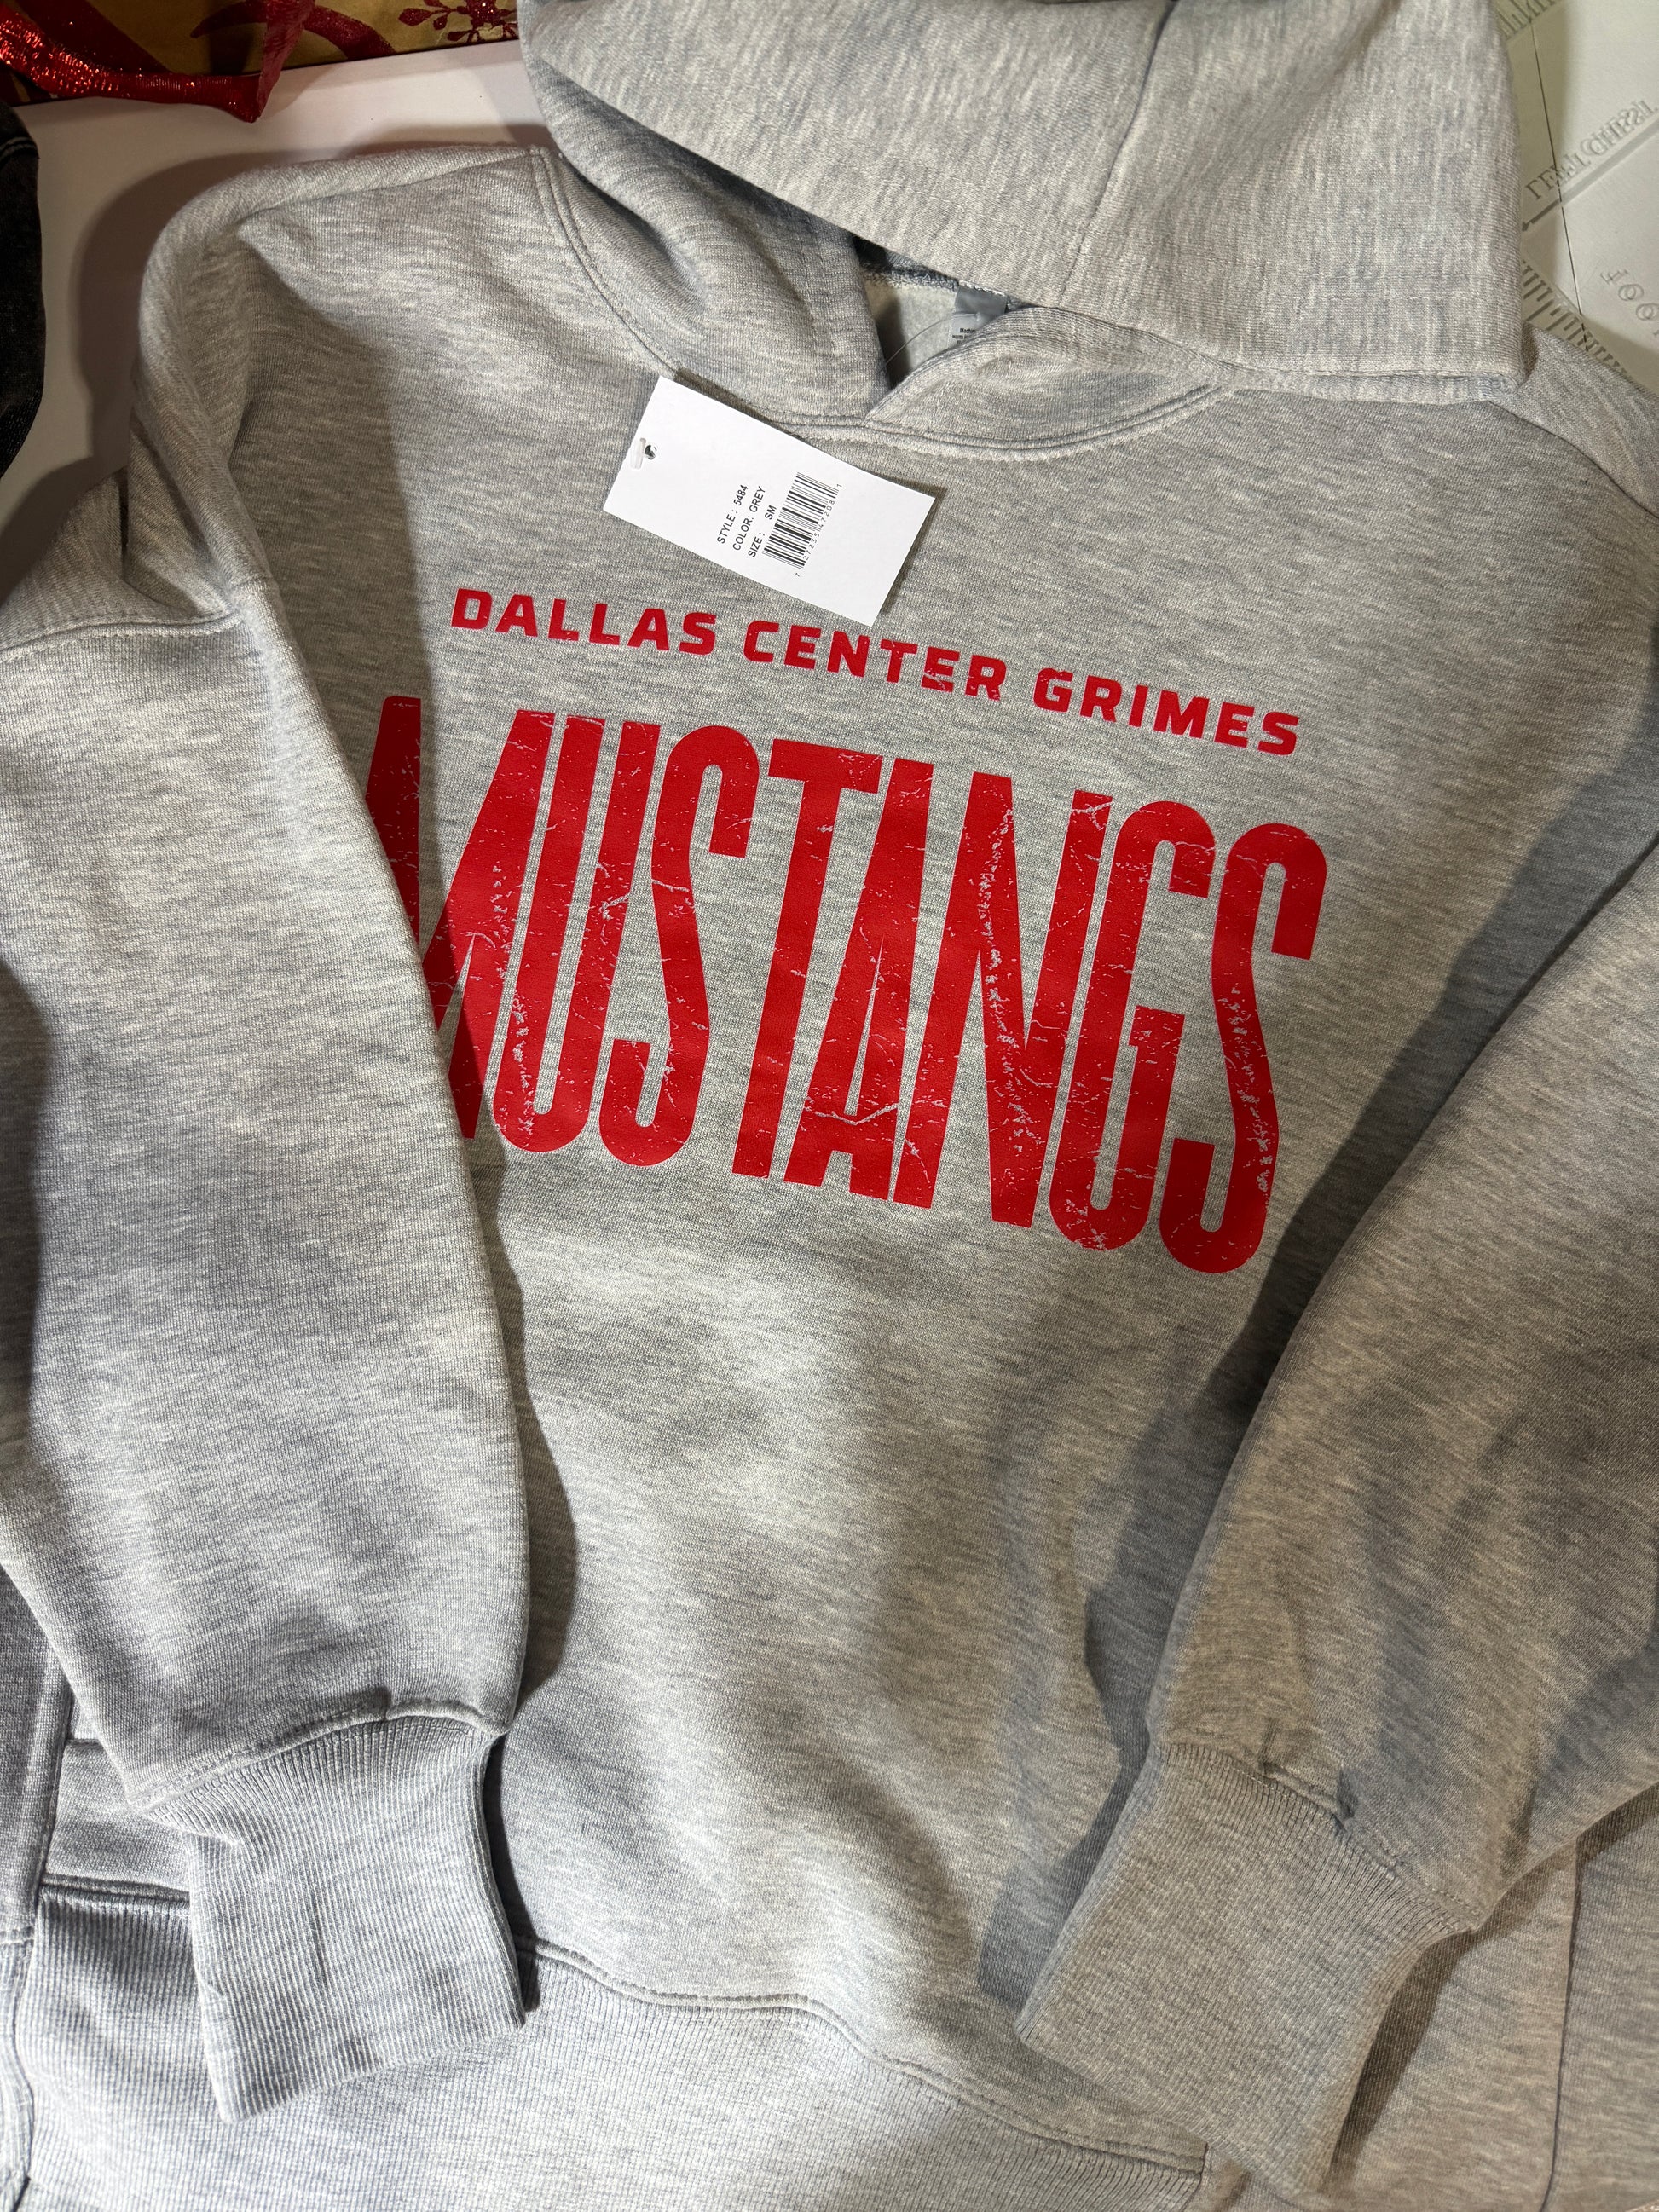 STYLE: 5484
COLOR: GREY
SIZE: SM
DALLAS CENTER GRIMES
MUSTANGS